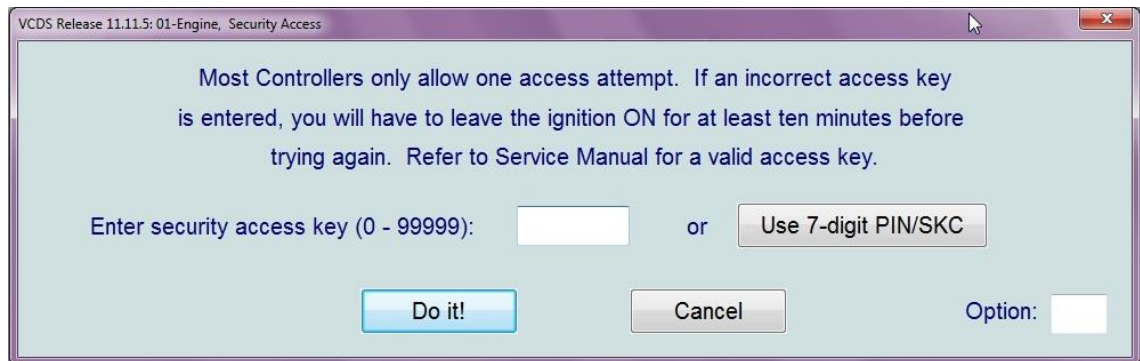 VCDS Release 11.11.5: 01-Engine,  Security Access
Most Controllers only allow one access attempt.  If an incorrect access key
is entered, you will have to leave the ignition ON for at least ten minutes before
trying again.  Refer to Service Manual for a valid access key.
Enter security access key (0 - 99999): or Use 7-digit PIN/SKC
Do it! Cancel Option: